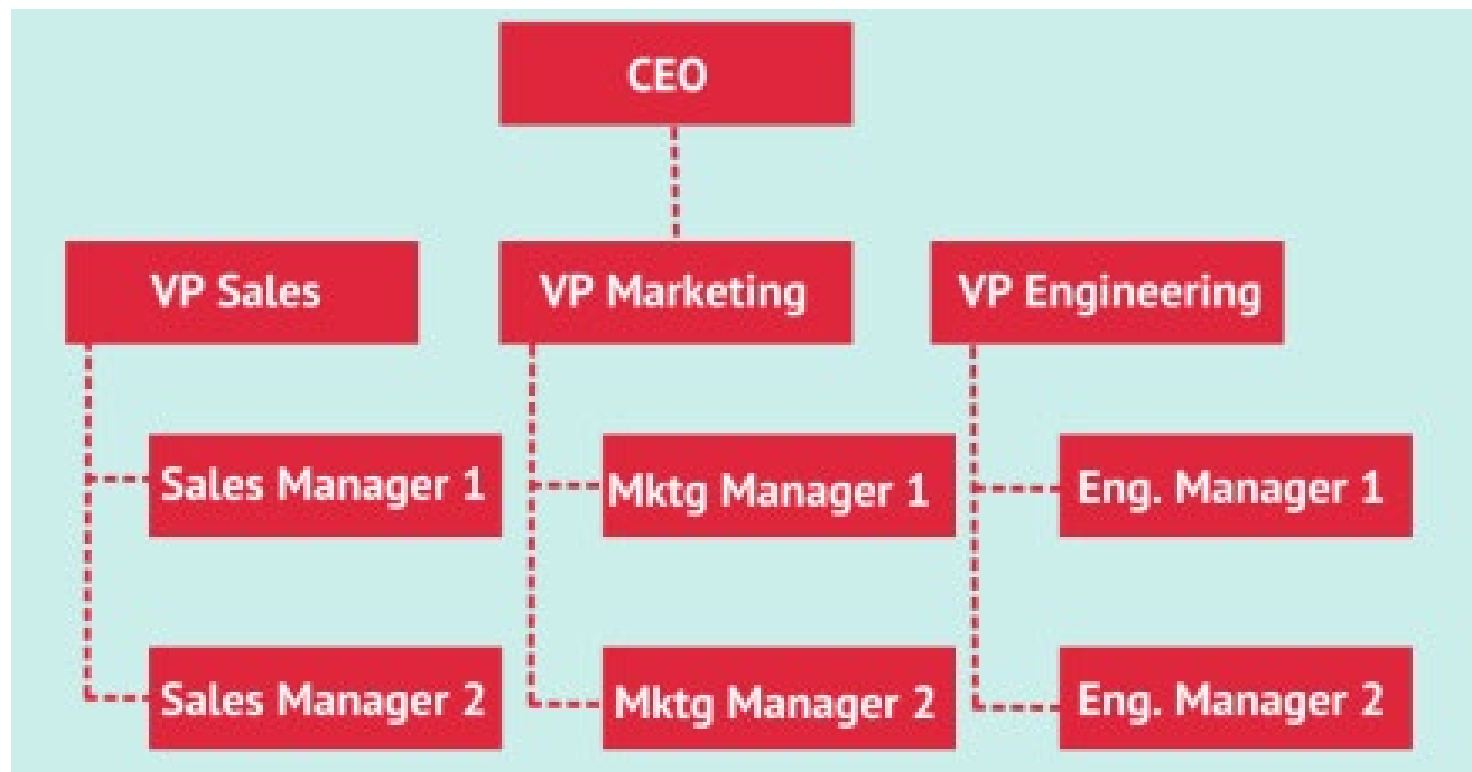 CEO
VP Sales
VP Marketing
VP Engineering
Sales Manager 1
Mktg Manager 1
Eng. Manager 1
Sales Manager 2
Mktg Manager 2
Eng. Manager 2